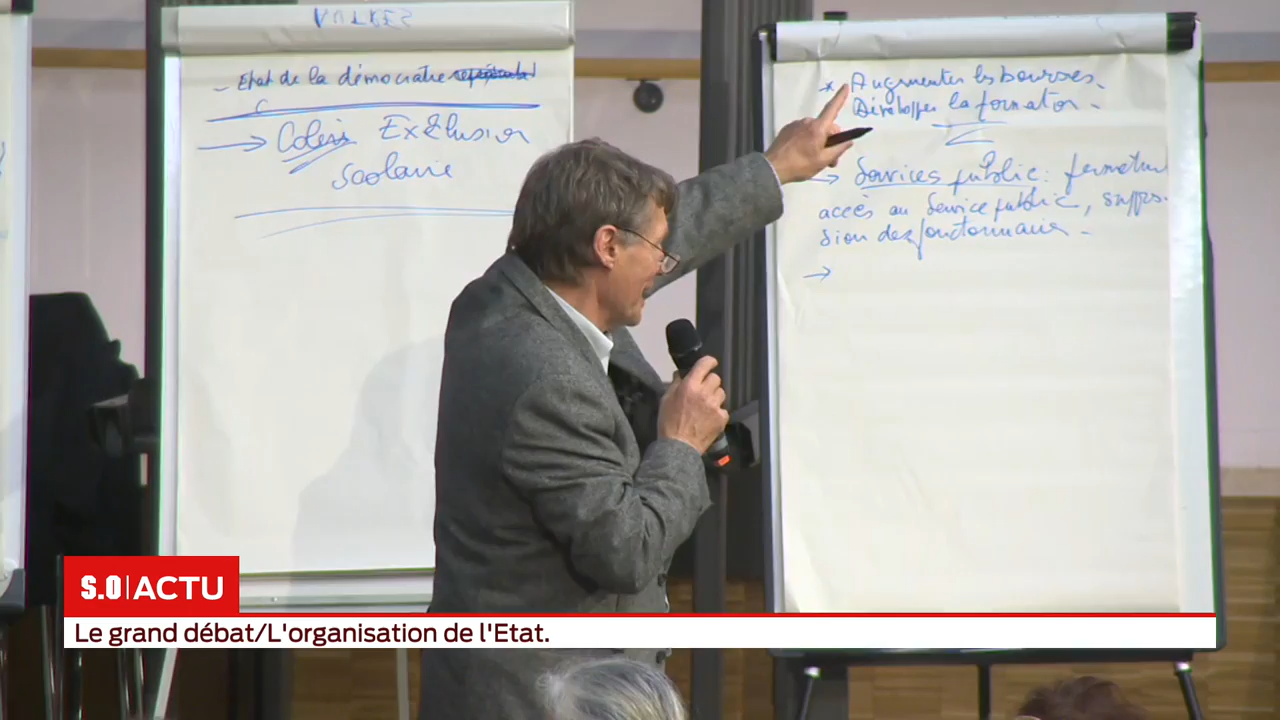 - Etat de la démocratie
→ Colère Exclusion
scolaire
* Augmenter les bourses.
Développer la formation -
→ Services public : fermeture
accès au service public, suppres-
sion des fonctionnaires -
→
S.O ACTU
Le grand débat/L'organisation de l'Etat.